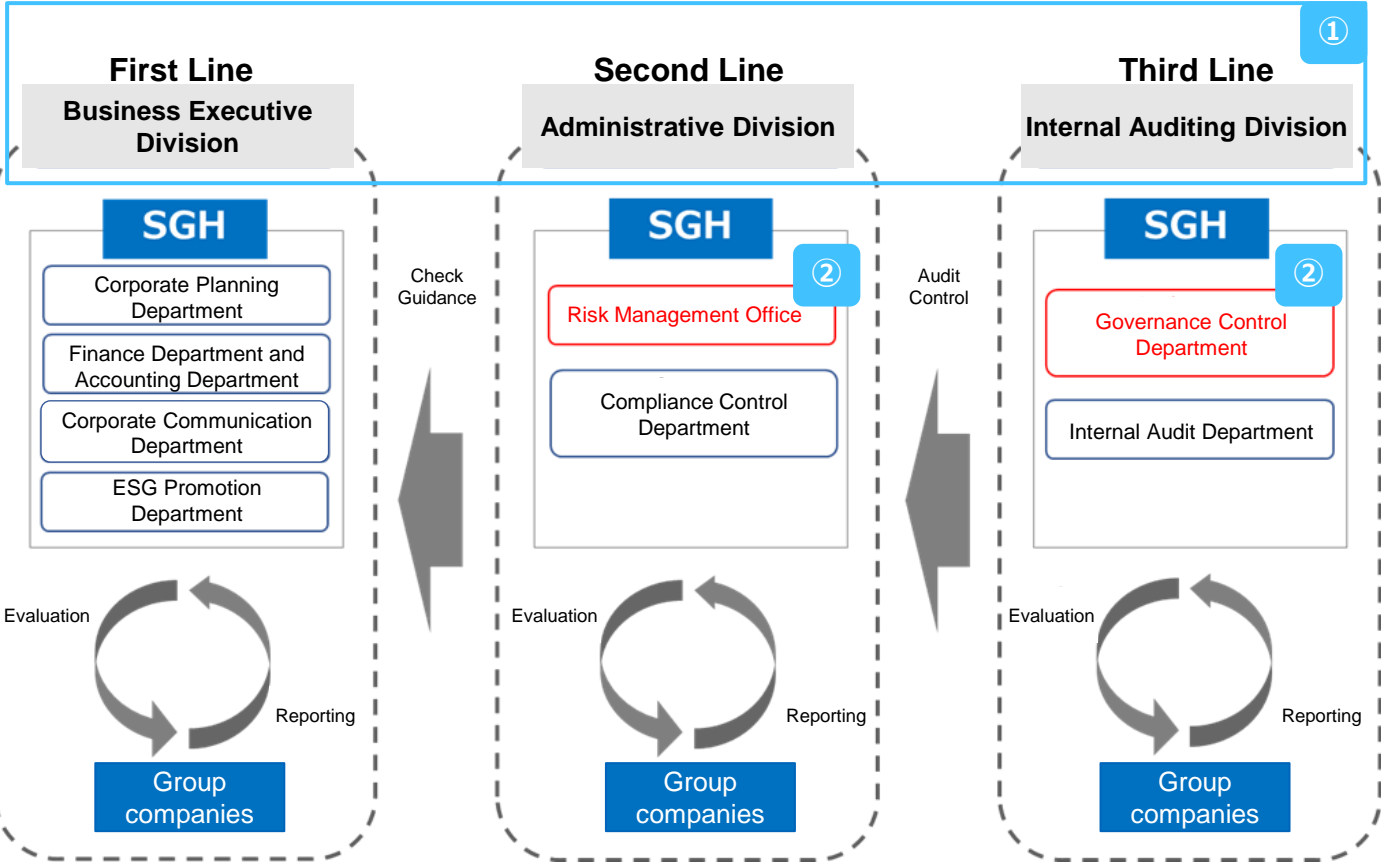 ①
First Line
Business Executive
Division
SGH
Corporate Planning
Department
Finance Department and
Accounting Department
Corporate Communication
Department
ESG Promotion
Department
Evaluation
Reporting
Group
companies
Check
Guidance
Second Line
Administrative Division
SGH
②
Risk Management Office
Compliance Control
Department
Evaluation
Reporting
Group
companies
Audit
Control
Third Line
Internal Auditing Division
SGH
②
Governance Control
Department
Internal Audit Department
Evaluation
Reporting
Group
companies